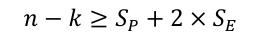 n − k ≥ S_P + 2 × S_E